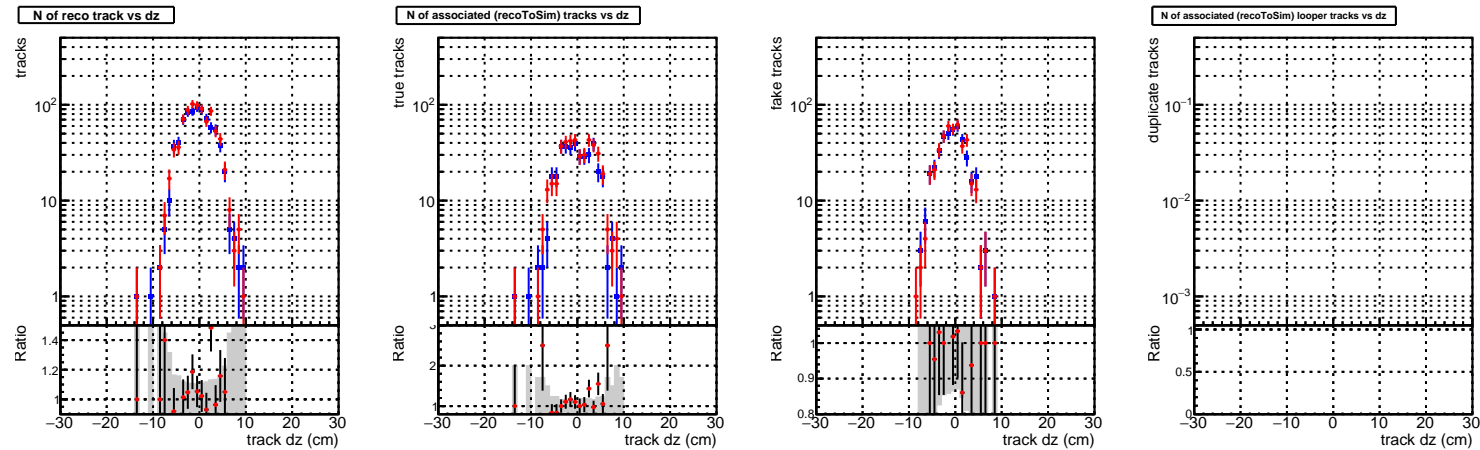 N of reco track vs dz
tracks
10²
10
1
Ratio
1.4
1.2
1
−30 −20 −10 0 10 20 30
track dz (cm)
N of associated (recoToSim) tracks vs dz
true tracks
10²
10
1
Ratio
3
2
1
−30 −20 −10 0 10 20 30
track dz (cm)
fake tracks
10²
10
1
Ratio
1
0.9
0.8
−30 −20 −10 0 10 20 30
track dz (cm)
N of associated (recoToSim) looper tracks vs dz
duplicate tracks
10⁻¹
10⁻²
10⁻³
Ratio
1
0.5
0
−30 −20 −10 0 10 20 30
track dz (cm)